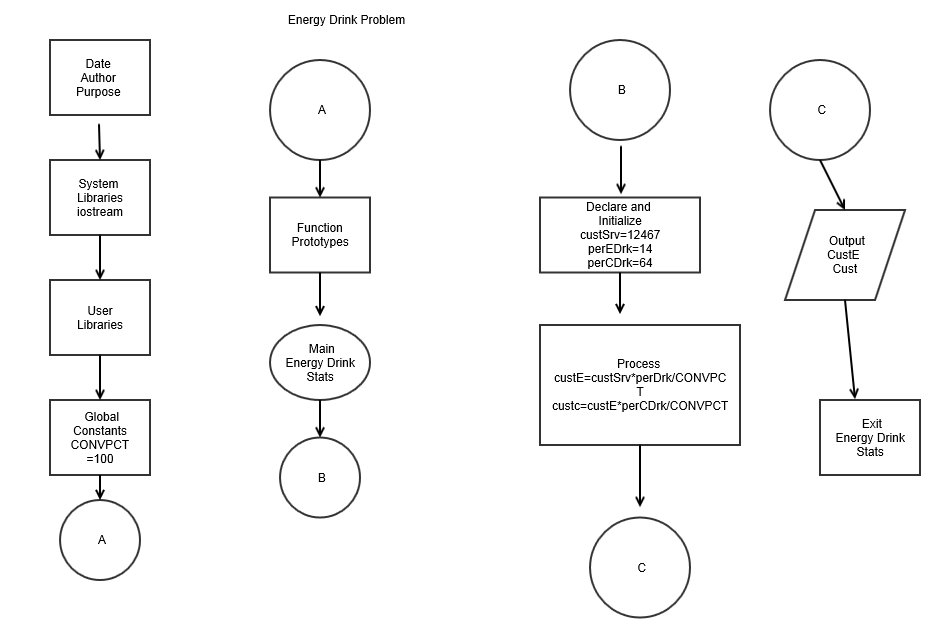 Energy Drink Problem
Date
Author
Purpose
System
Libraries
iostream
User
Libraries
Global
Constants
CONVPCT
=100
A
A
Function
Prototypes
Main
Energy Drink
Stats
B
B
Declare and
Initialize
custSrv=12467
perEDrk=14
perCDrk=64
Process
custE=custSrv*perDrk/CONVPC
T
custc=custE*perCDrk/CONVPCT
C
C
Output
CustE
Cust
Exit
Energy Drink
Stats